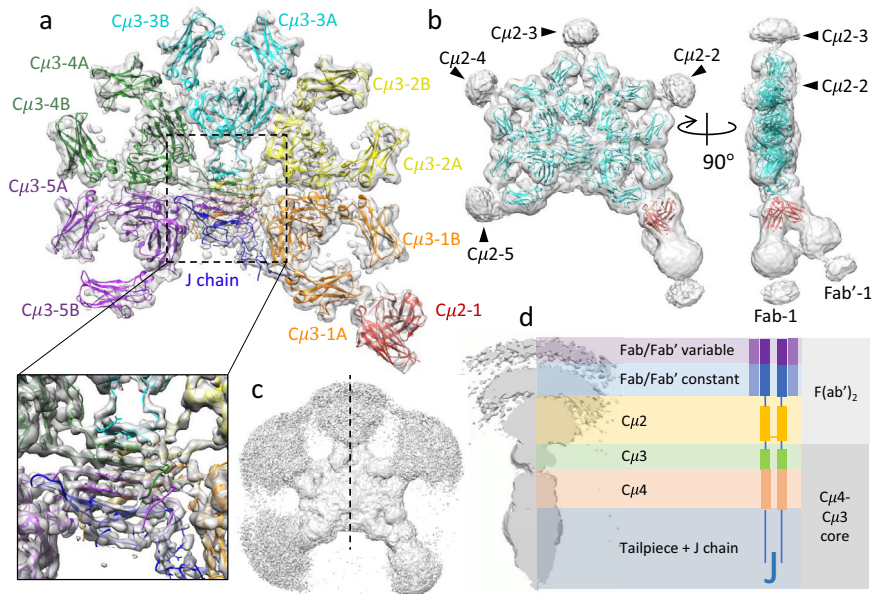 a
Cμ3-3B
Cμ3-3A
Cμ3-4A
Cμ3-2B
Cμ3-4B
Cμ3-2A
Cμ3-5A
Cμ3-1B
J chain
Cμ3-5B
Cμ3-1A
Cμ2-1
b
Cμ2-3
Cμ2-4
Cμ2-2
Cμ2-5
90°
Cμ2-3
Cμ2-2
Fab-1
Fab'-1
c
d
Fab/Fab' variable
Fab/Fab' constant
Cμ2
Cμ3
Cμ4
Tailpiece + J chain
J
F(ab')2
Cμ4-
Cμ3
core